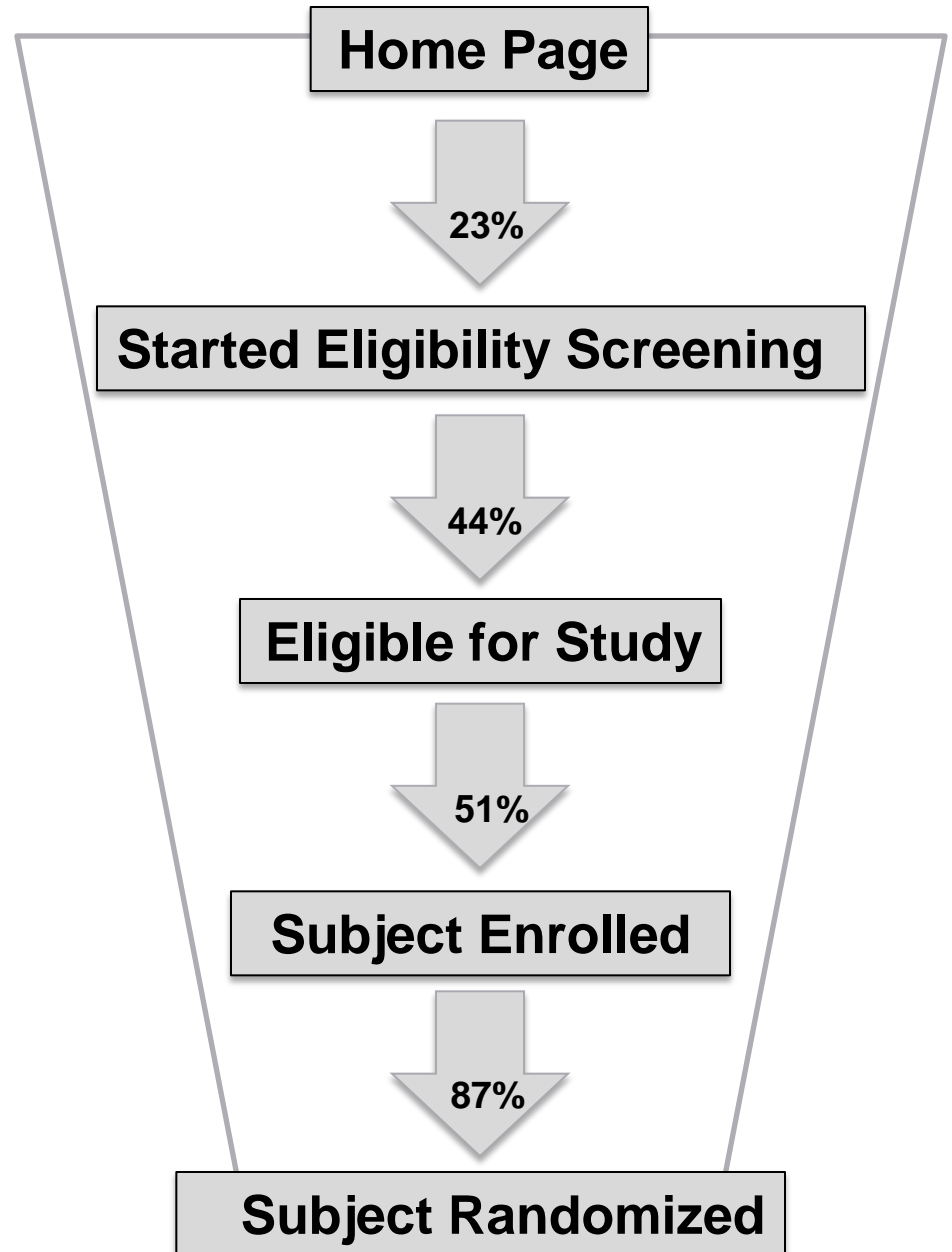 Home Page
23%
Started Eligibility Screening
44%
Eligible for Study
51%
Subject Enrolled
87%
Subject Randomized